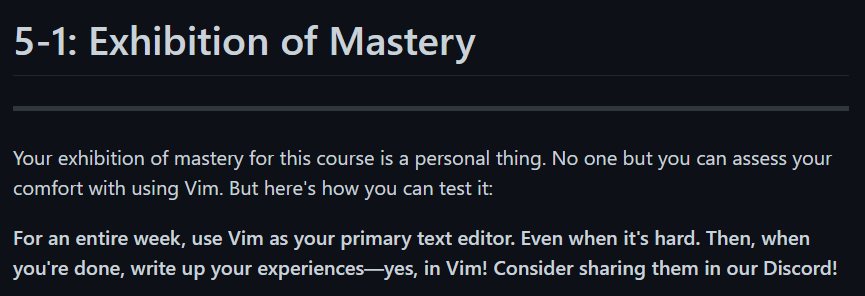 5-1: Exhibition of Mastery
Your exhibition of mastery for this course is a personal thing. No one but you can assess your
comfort with using Vim. But here's how you can test it:
For an entire week, use Vim as your primary text editor. Even when it's hard. Then, when
you're done, write up your experiences—yes, in Vim! Consider sharing them in our Discord!